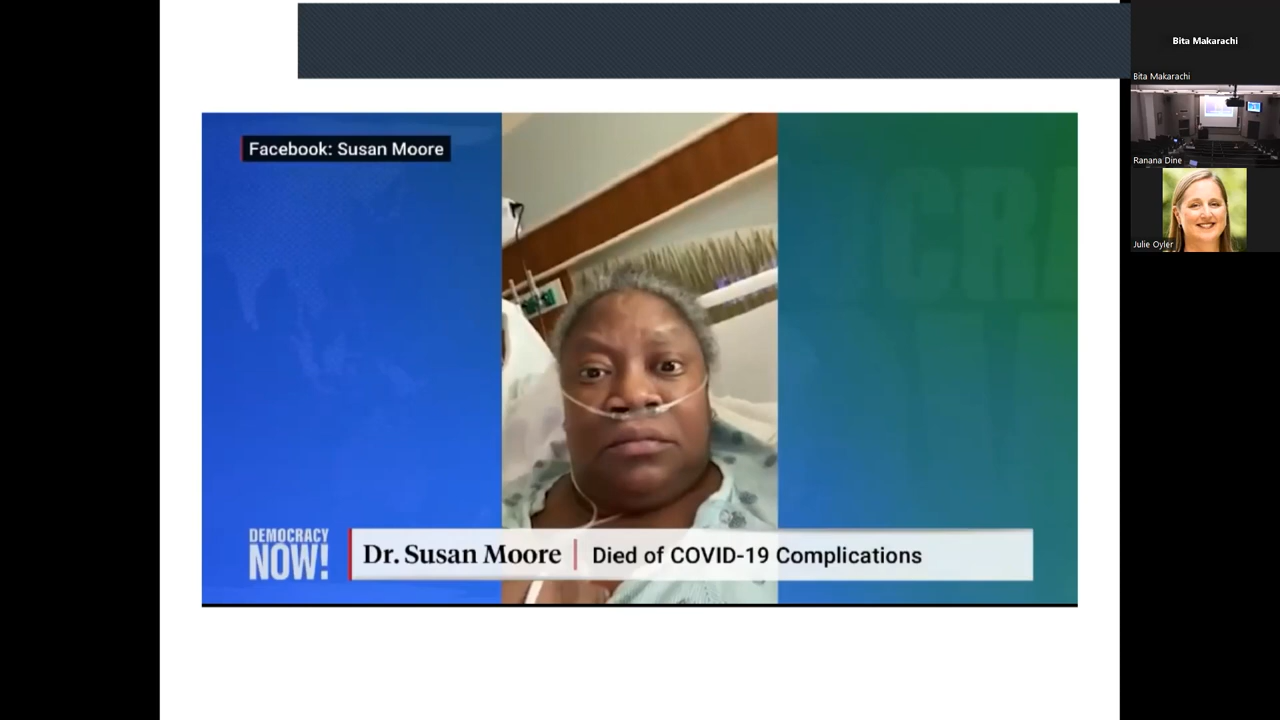 Bita Makarachi
Bita Makarachi
Ranana Dine
Julie Oyler
Facebook: Susan Moore
DEMOCRACY
NOW!
Dr. Susan Moore | Died of COVID-19 Complications